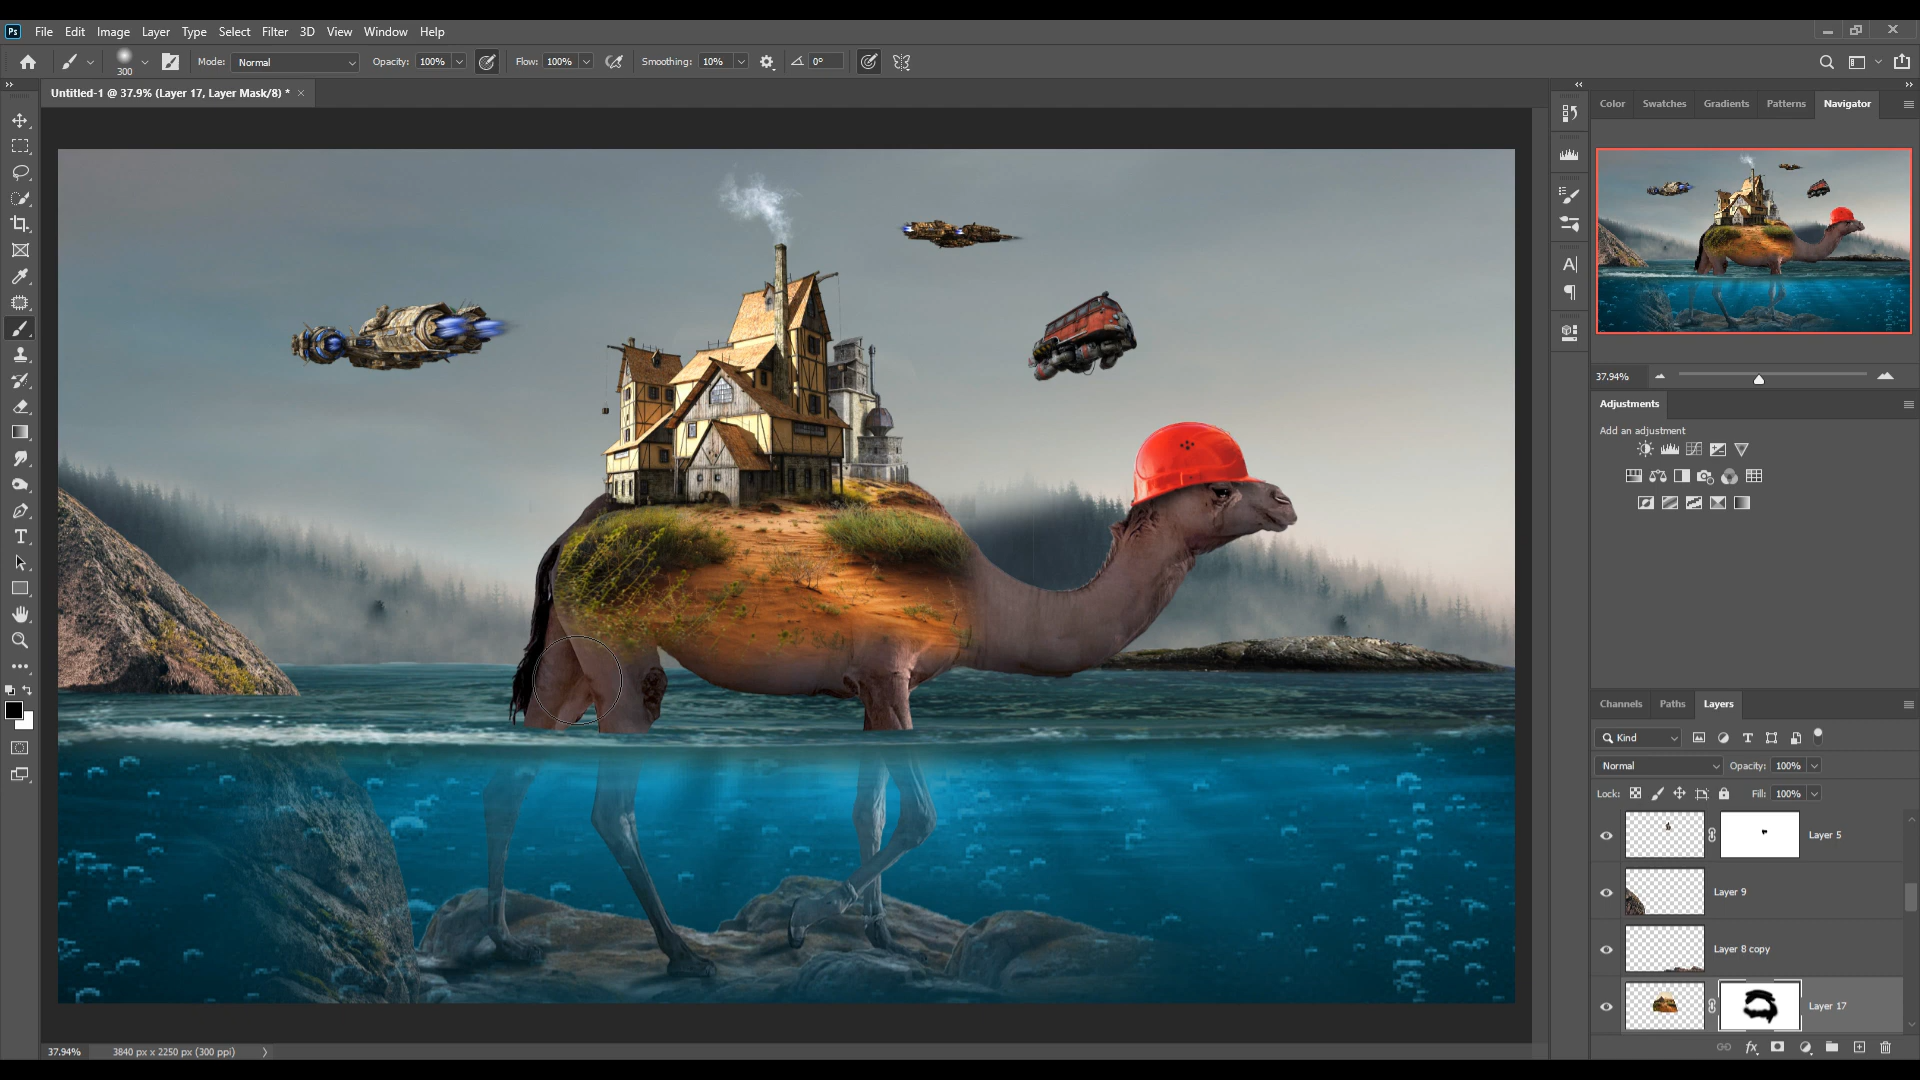 Ps File Edit Image Layer Type Select Filter 3D View Window Help
300 Mode: Normal Opacity: 100% Flow: 100% Smoothing: 10% 0°
Untitled-1 @ 37.9% (Layer 17, Layer Mask/8) * ×
Color Swatches Gradients Patterns Navigator
37.94%
Adjustments
Add an adjustment
Channels Paths Layers
Kind
Normal Opacity: 100%
Lock: Fill: 100%
Layer 5
Layer 9
Layer 8 copy
Layer 17
fx
37.94% 3840 px x 2250 px (300 ppi)